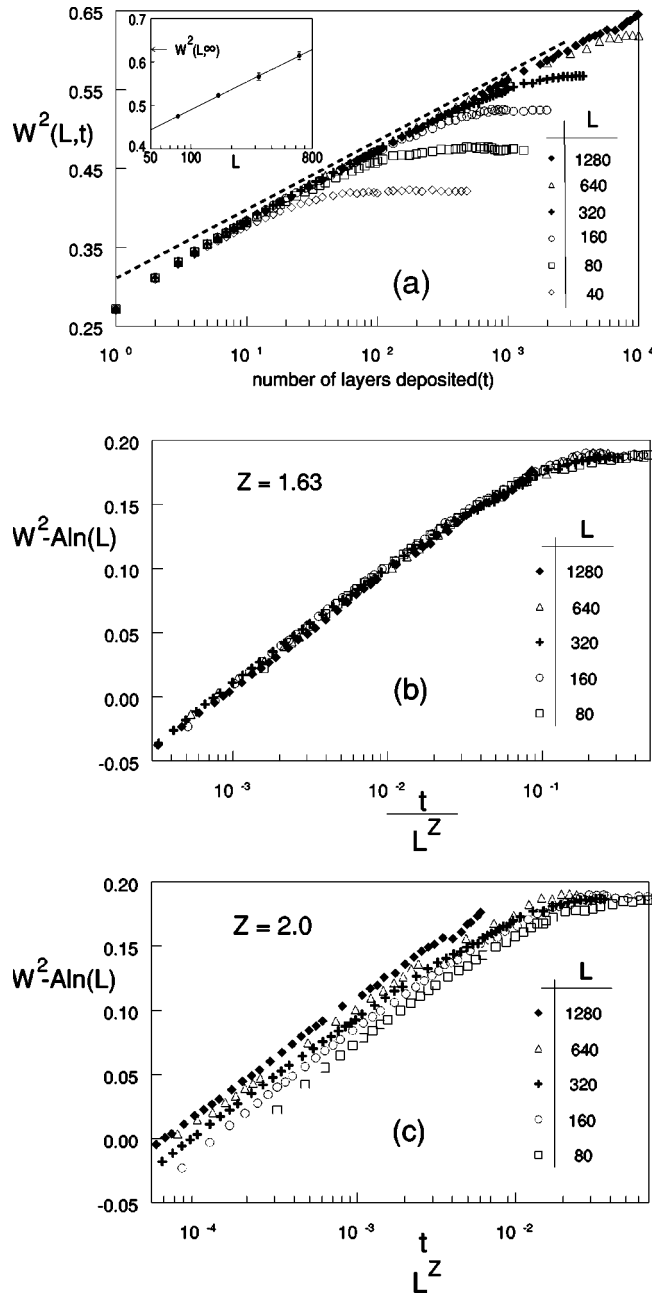 0.65
0.55
W²(L,t)
0.45
0.35
0.25
0.7
0.6
0.5
0.4
W²(L,∞)
50
100
L
800
L
1280
640
320
160
80
40
(a)
10⁰
10¹
10²
10³
10⁴
number of layers deposited(t)
0.20
0.15
W²-Aln(L)
0.10
0.05
0.00
-0.05
Z = 1.63
L
1280
640
320
160
80
(b)
10⁻³
10⁻²
10⁻¹
t
L^Z
0.20
0.15
W²-Aln(L)
0.10
0.05
0.00
-0.05
Z = 2.0
L
1280
640
320
160
80
(c)
10⁻⁴
10⁻³
10⁻²
t
L^Z